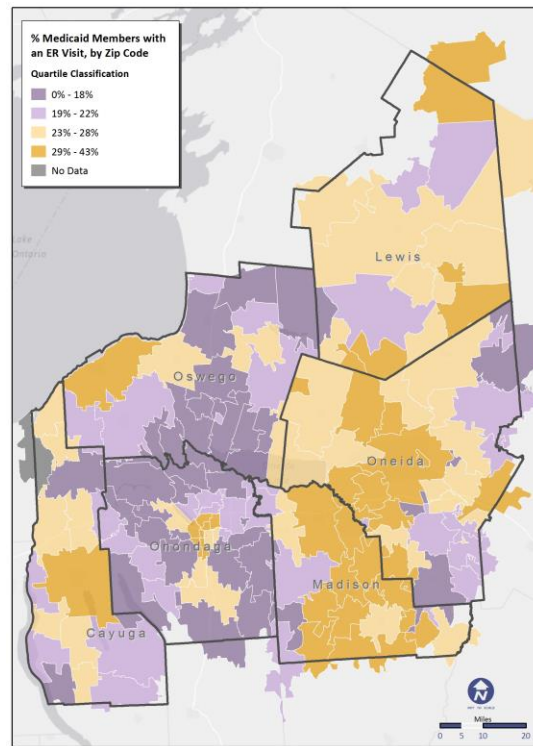 % Medicaid Members with
an ER Visit, by Zip Code
Quartile Classification
0% - 18%
19% - 22%
23% - 28%
29% - 43%
No Data
Lake
Ontario
Lewis
Oswego
Oneida
Onondaga
Madison
Cayuga
N
Miles
0 5 10 20